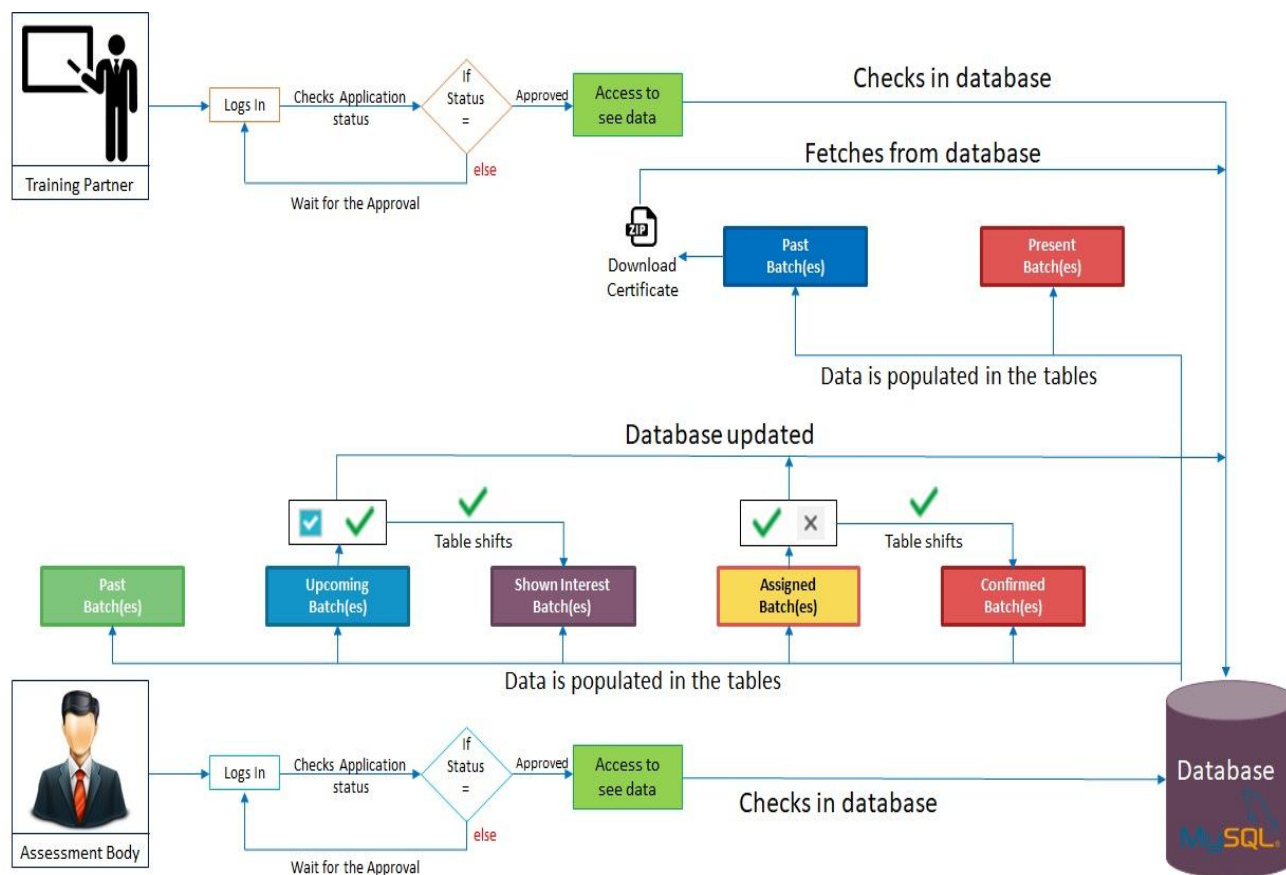 Training Partner
Logs In
Checks Application
status
If
Status
=
Approved
else
Wait for the Approval
Access to
see data
Checks in database
Fetches from database
ZIP
Download
Certificate
Past
Batch(es)
Present
Batch(es)
Data is populated in the tables
Database updated
Table shifts
Table shifts
Past
Batch(es)
Upcoming
Batch(es)
Shown Interest
Batch(es)
Assigned
Batch(es)
Confirmed
Batch(es)
Data is populated in the tables
Assessment Body
Logs In
Checks Application
status
If
Status
=
Approved
else
Wait for the Approval
Access to
see data
Checks in database
Database
MySQL®